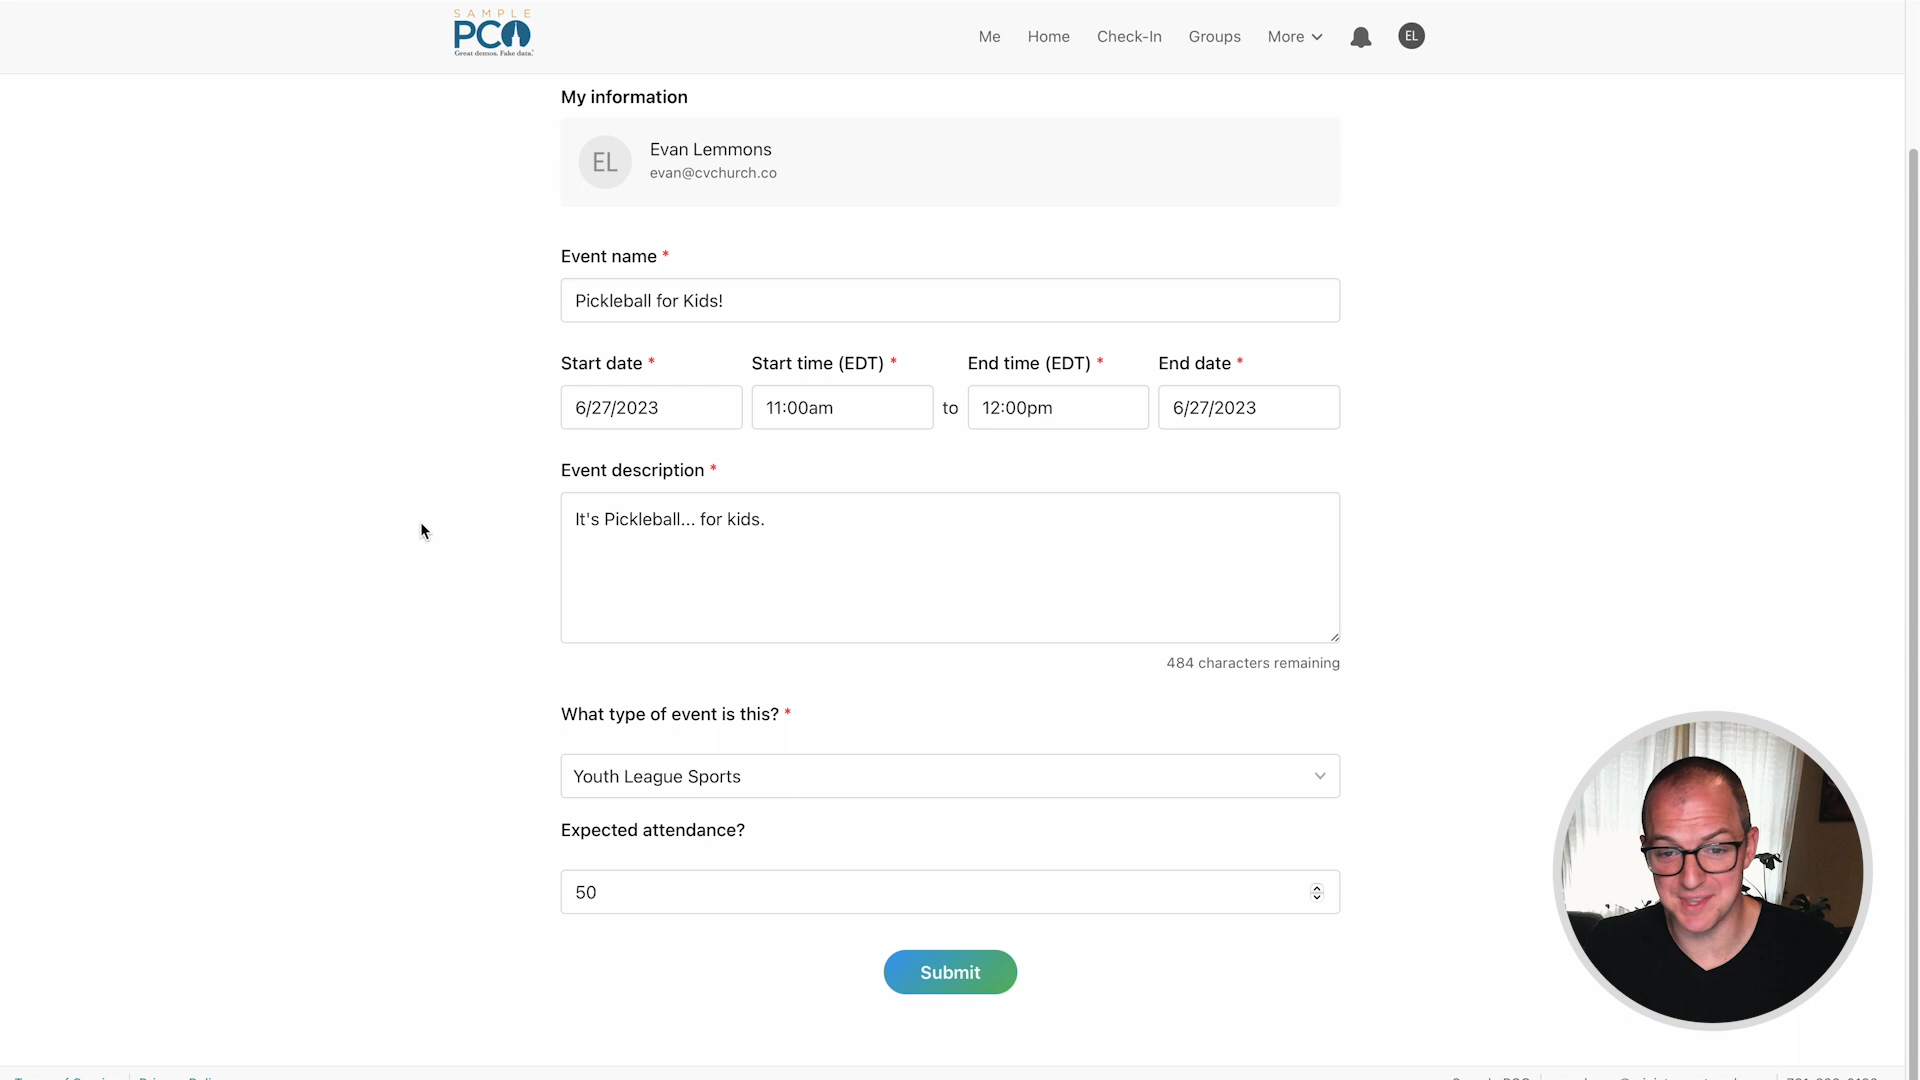 SAMPLE
PCO
Great demos. Fake data.
Me Home Check-In Groups More EL
My information
EL
Evan Lemmons
evan@cvchurch.co
Event name *
Pickleball for Kids!
Start date * Start time (EDT) * End time (EDT) * End date *
6/27/2023 11:00am to 12:00pm 6/27/2023
Event description *
It's Pickleball... for kids.
484 characters remaining
What type of event is this? *
Youth League Sports
Expected attendance?
50
Submit